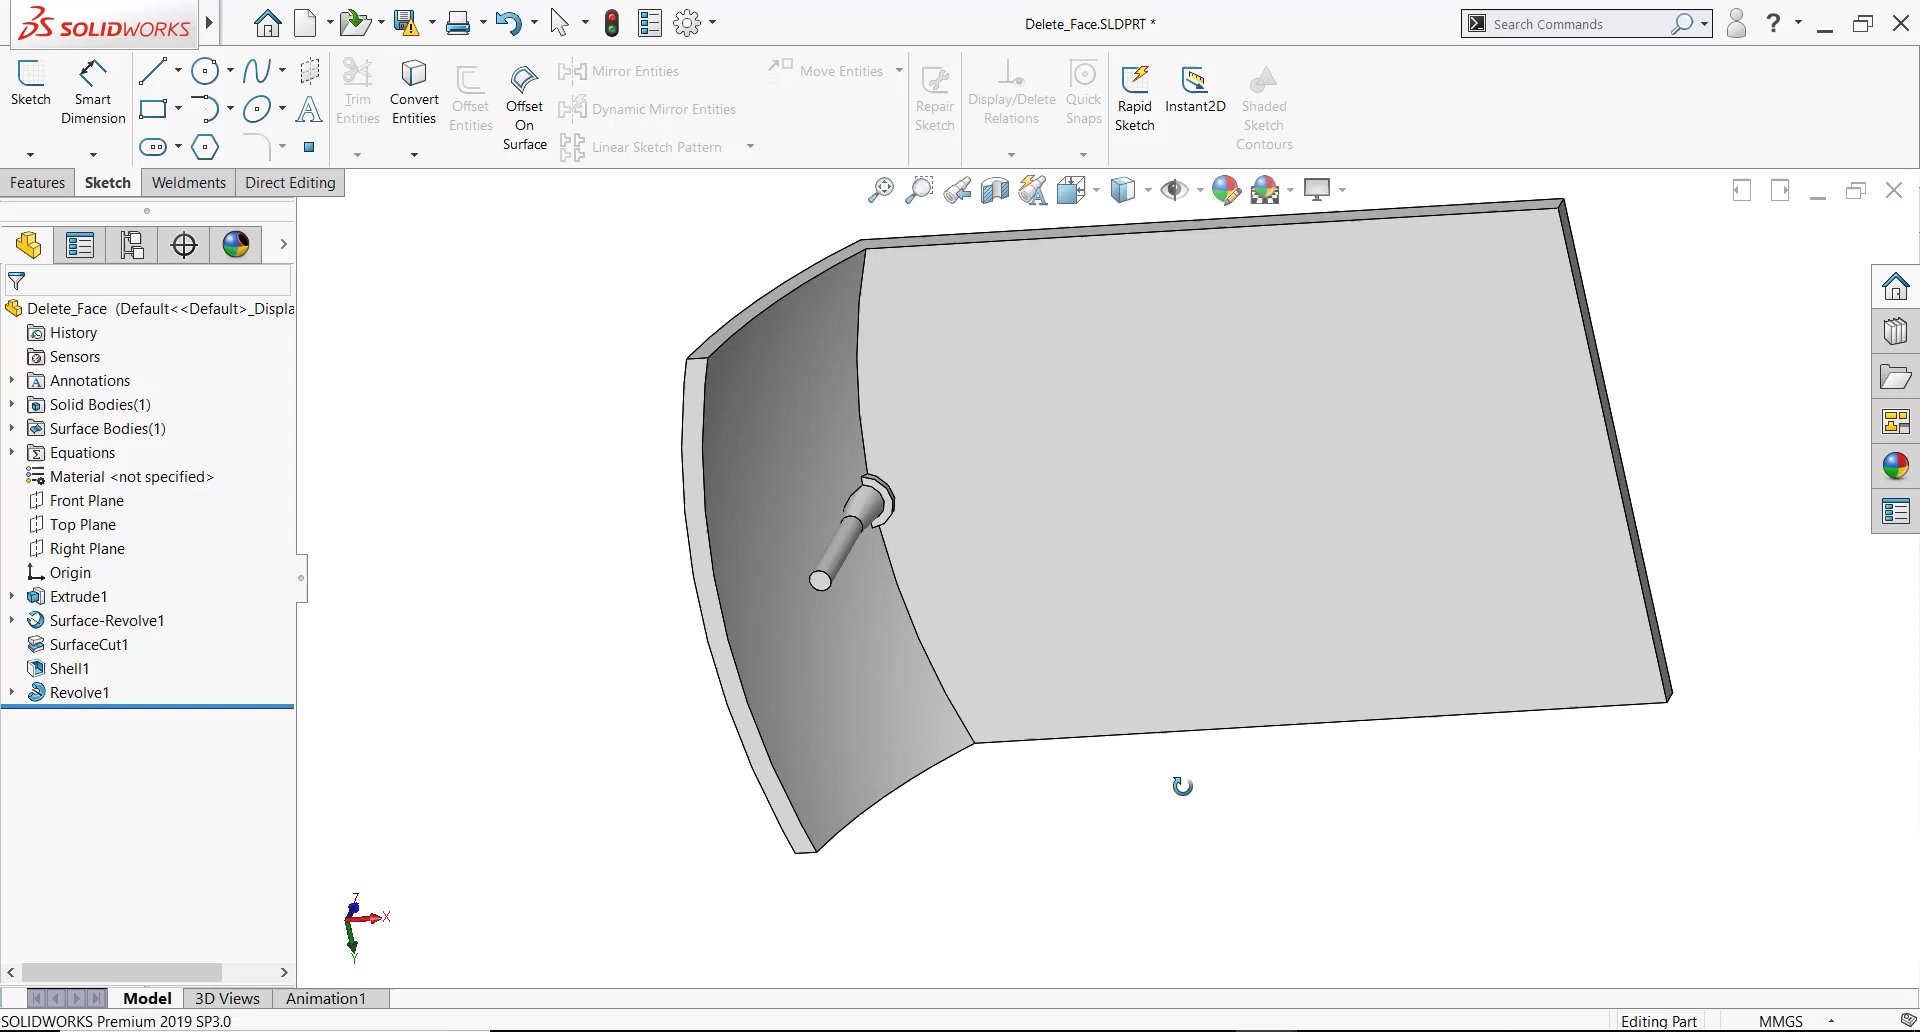 SOLIDWORKS
Delete_Face.SLDPRT *
Search Commands
?
Sketch
Smart
Dimension
Trim
Entities
Convert
Entities
Offset
Entities
Offset
On
Surface
Mirror Entities
Dynamic Mirror Entities
Linear Sketch Pattern
Move Entities
Repair
Sketch
Display/Delete
Relations
Quick
Snaps
Rapid
Sketch
Instant2D
Shaded
Sketch
Contours
Features
Sketch
Weldments
Direct Editing
Delete_Face (Default<<Default>_Displa
History
Sensors
Annotations
Solid Bodies(1)
Surface Bodies(1)
Equations
Material <not specified>
Front Plane
Top Plane
Right Plane
Origin
Extrude1
Surface-Revolve1
SurfaceCut1
Shell1
Revolve1
Z
X
Y
Model
3D Views
Animation1
SOLIDWORKS Premium 2019 SP3.0
Editing Part
MMGS